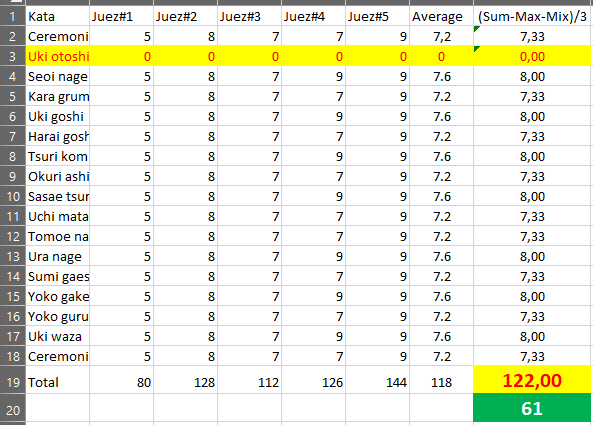 1 Kata Juez#1 Juez#2 Juez#3 Juez#4 Juez#5 Average (Sum-Max-Mix)/3
2 Ceremoni 5 8 7 7 9 7,2 7,33
3 Uki otoshi 0 0 0 0 0 0 0,00
4 Seoi nage 5 8 7 9 9 7.6 8,00
5 Kara grum 5 8 7 7 9 7.2 7,33
6 Uki goshi 5 8 7 9 9 7.6 8,00
7 Harai gosh 5 8 7 7 9 7.2 7,33
8 Tsuri kom 5 8 7 9 9 7.6 8,00
9 Okuri ashi 5 8 7 7 9 7.2 7,33
10 Sasae tsur 5 8 7 9 9 7.6 8,00
11 Uchi mata 5 8 7 7 9 7.2 7,33
12 Tomoe na 5 8 7 7 9 7.2 7,33
13 Ura nage 5 8 7 9 9 7.6 8,00
14 Sumi gaes 5 8 7 7 9 7.2 7,33
15 Yoko gake 5 8 7 9 9 7.6 8,00
16 Yoko guru 5 8 7 7 9 7.2 7,33
17 Uki waza 5 8 7 9 9 7.6 8,00
18 Ceremoni 5 8 7 7 9 7.2 7,33
19 Total 80 128 112 126 144 118 122,00
20 61